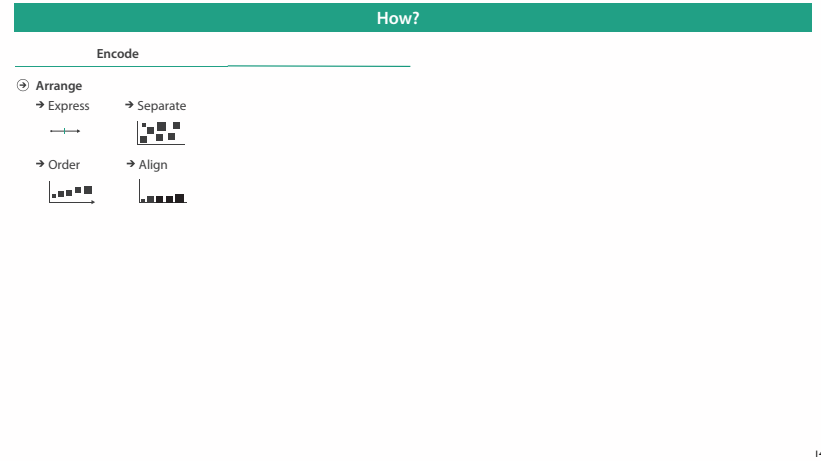 How?
Encode
Arrange
Express
Separate
Order
Align